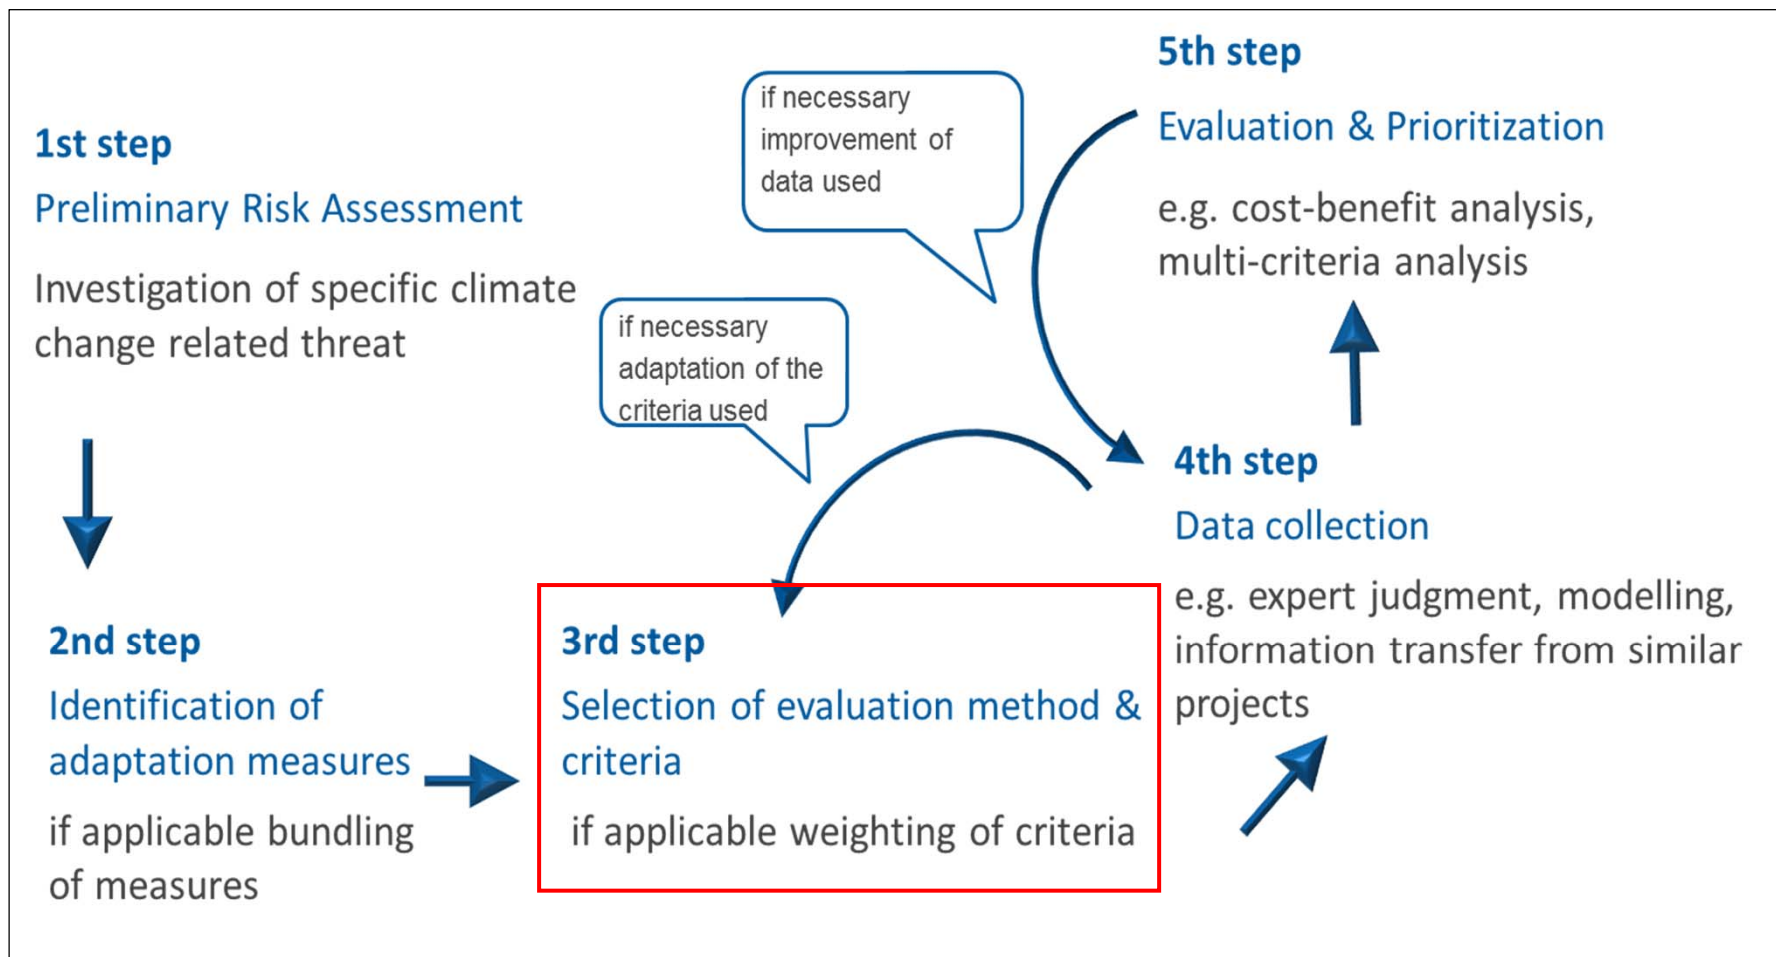 1st step
Preliminary Risk Assessment
Investigation of specific climate
change related threat
2nd step
Identification of
adaptation measures
if applicable bundling
of measures
3rd step
Selection of evaluation method &
criteria
if applicable weighting of criteria
if necessary
adaptation of the
criteria used
4th step
Data collection
e.g. expert judgment, modelling,
information transfer from similar
projects
if necessary
improvement of
data used
5th step
Evaluation & Prioritization
e.g. cost-benefit analysis,
multi-criteria analysis